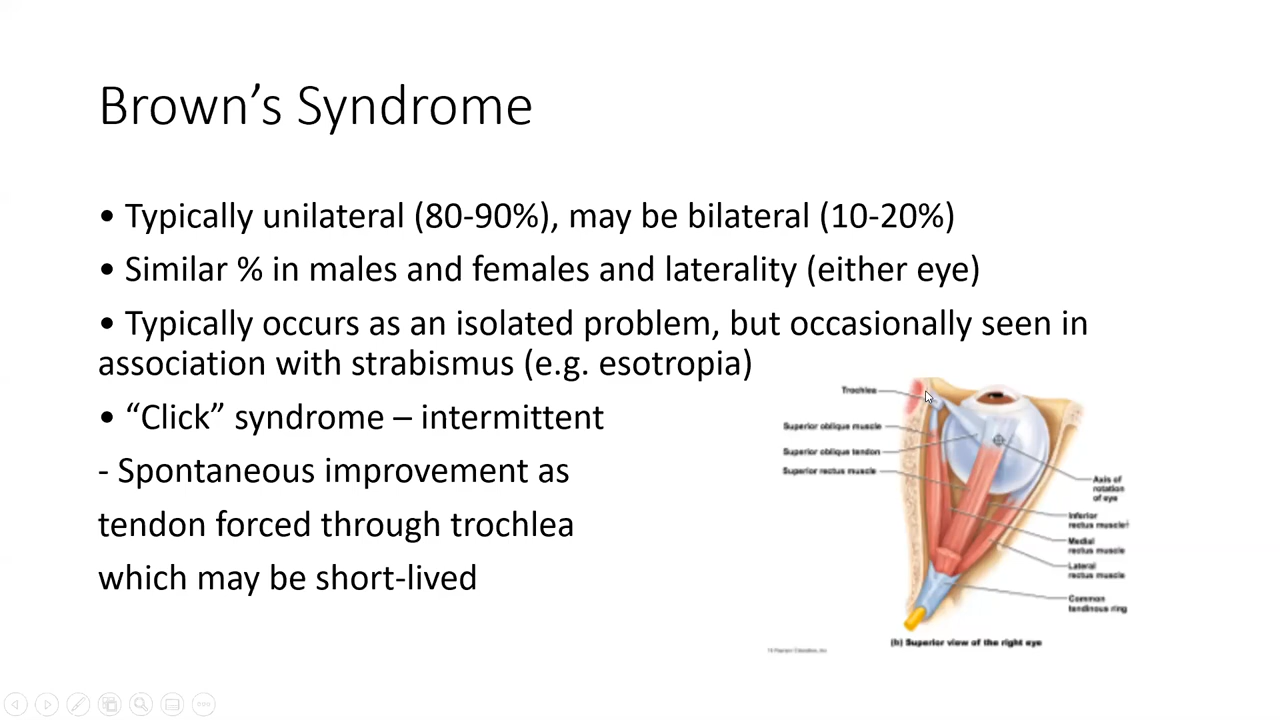 Brown's Syndrome
• Typically unilateral (80-90%), may be bilateral (10-20%)
• Similar % in males and females and laterality (either eye)
• Typically occurs as an isolated problem, but occasionally seen in
association with strabismus (e.g. esotropia)
• “Click” syndrome – intermittent
- Spontaneous improvement as
tendon forced through trochlea
which may be short-lived
Trochlea
Superior oblique muscle
Superior oblique tendon
Superior rectus muscle
Axis of
rotation
of eye
Inferior
rectus muscle
Medial
rectus muscle
Lateral
rectus muscle
Common
tendinous ring
(b) Superior view of the right eye